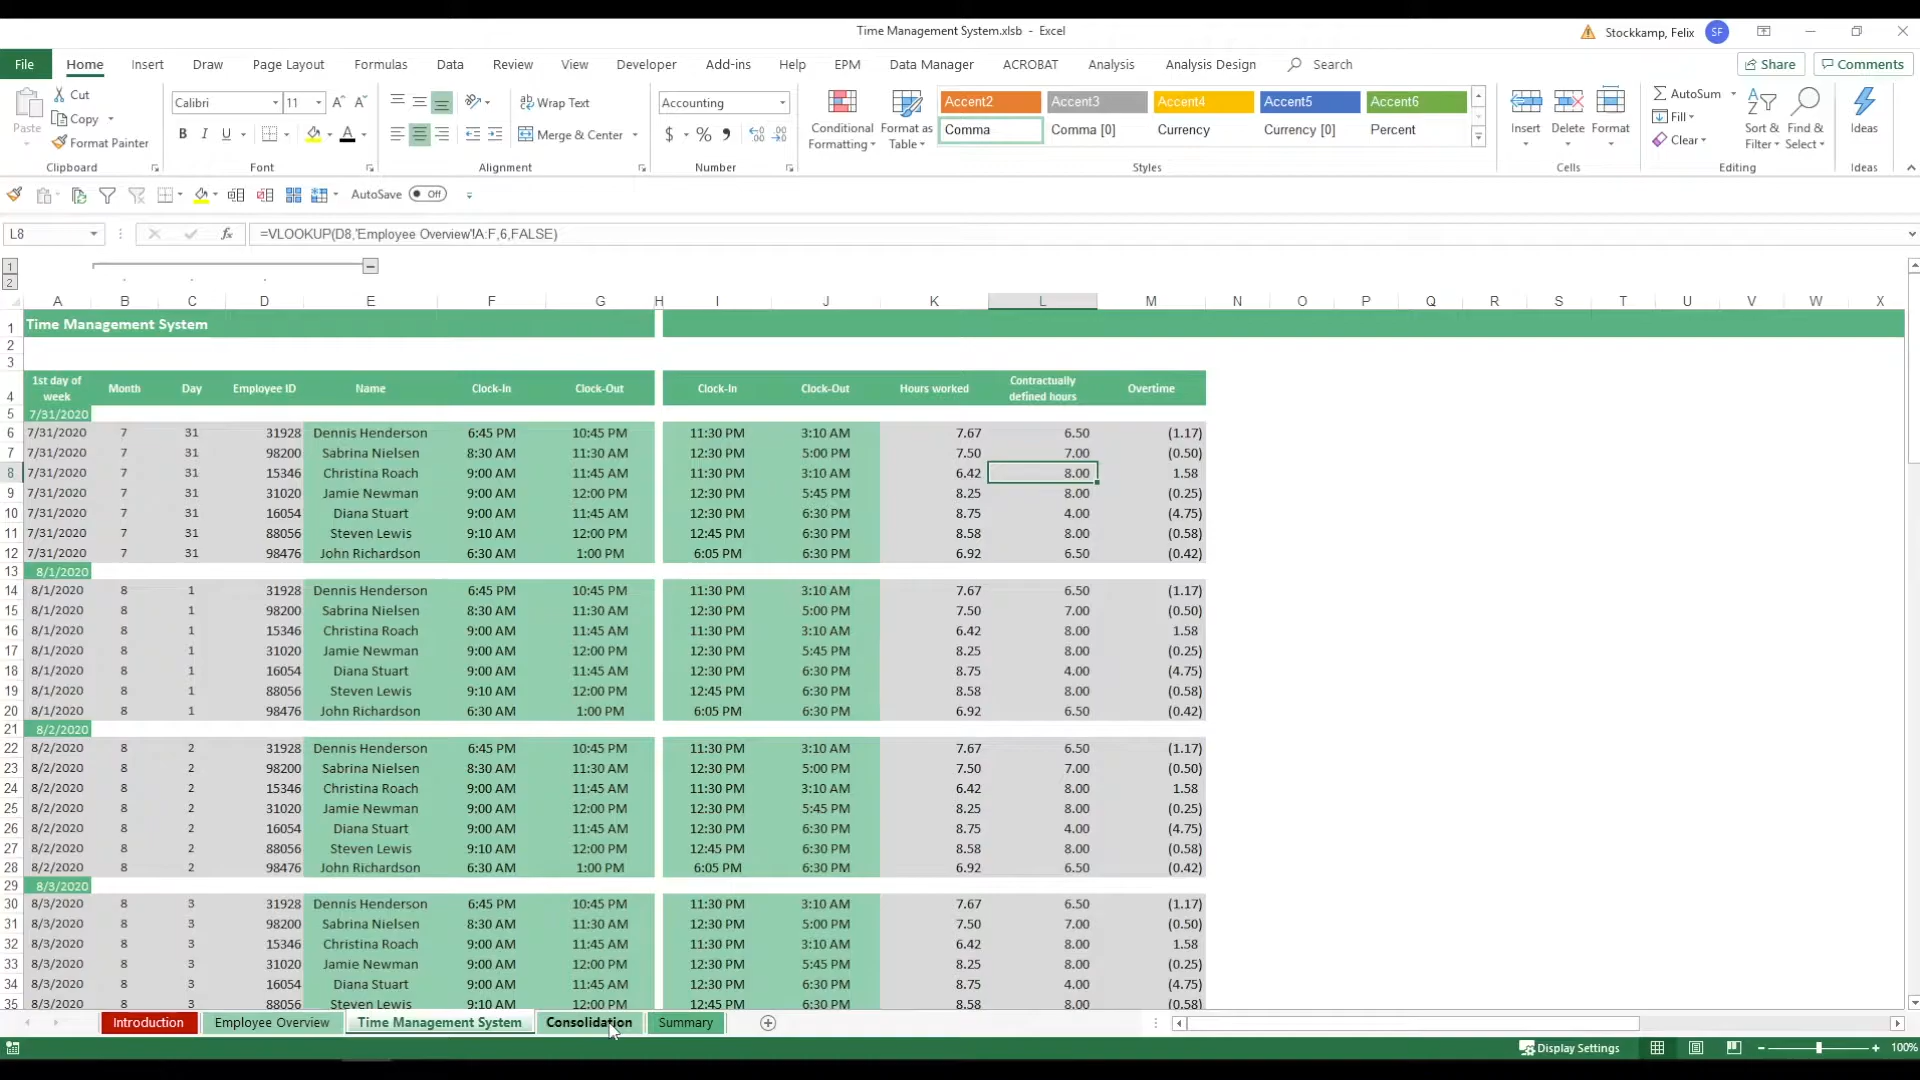 Time Management System.xlsb - Excel
Stockkamp, Felix SF
File Home Insert Draw Page Layout Formulas Data Review View Developer Add-ins Help EPM Data Manager ACROBAT Analysis Analysis Design Search Share Comments
Paste Cut Copy Format Painter Clipboard
Calibri 11 B I U A Font
Wrap Text Merge & Center Alignment
Accounting $ % Number
Conditional Formatting Format as Table
Accent2 Accent3 Accent4 Accent5 Accent6
Comma Comma [0] Currency Currency [0] Percent
Styles
Insert Delete Format Cells
AutoSum Fill Clear Sort & Filter Find & Select Editing
Ideas Ideas
AutoSave Off
L8 fx =VLOOKUP(D8,'Employee Overview'!A:F,6,FALSE)
1
2
A B C D E F G H I J K L M N O P Q R S T U V W X
1 Time Management System
2
3
4 1st day of week Month Day Employee ID Name Clock-In Clock-Out Clock-In Clock-Out Hours worked Contractually defined hours Overtime
5 7/31/2020
6 7/31/2020 7 31 31928 Dennis Henderson 6:45 PM 10:45 PM 11:30 PM 3:10 AM 7.67 6.50 (1.17)
7 7/31/2020 7 31 98200 Sabrina Nielsen 8:30 AM 11:30 AM 12:30 PM 5:00 PM 7.50 7.00 (0.50)
8 7/31/2020 7 31 15346 Christina Roach 9:00 AM 11:45 AM 11:30 PM 3:10 AM 6.42 8.00 1.58
9 7/31/2020 7 31 31020 Jamie Newman 9:00 AM 12:00 PM 12:30 PM 5:45 PM 8.25 8.00 (0.25)
10 7/31/2020 7 31 16054 Diana Stuart 9:00 AM 11:45 AM 12:30 PM 6:30 PM 8.75 4.00 (4.75)
11 7/31/2020 7 31 88056 Steven Lewis 9:10 AM 12:00 PM 12:45 PM 6:30 PM 8.58 8.00 (0.58)
12 7/31/2020 7 31 98476 John Richardson 6:30 AM 1:00 PM 6:05 PM 6:30 PM 6.92 6.50 (0.42)
13 8/1/2020
14 8/1/2020 8 1 31928 Dennis Henderson 6:45 PM 10:45 PM 11:30 PM 3:10 AM 7.67 6.50 (1.17)
15 8/1/2020 8 1 98200 Sabrina Nielsen 8:30 AM 11:30 AM 12:30 PM 5:00 PM 7.50 7.00 (0.50)
16 8/1/2020 8 1 15346 Christina Roach 9:00 AM 11:45 AM 11:30 PM 3:10 AM 6.42 8.00 1.58
17 8/1/2020 8 1 31020 Jamie Newman 9:00 AM 12:00 PM 12:30 PM 5:45 PM 8.25 8.00 (0.25)
18 8/1/2020 8 1 16054 Diana Stuart 9:00 AM 11:45 AM 12:30 PM 6:30 PM 8.75 4.00 (4.75)
19 8/1/2020 8 1 88056 Steven Lewis 9:10 AM 12:00 PM 12:45 PM 6:30 PM 8.58 8.00 (0.58)
20 8/1/2020 8 1 98476 John Richardson 6:30 AM 1:00 PM 6:05 PM 6:30 PM 6.92 6.50 (0.42)
21 8/2/2020
22 8/2/2020 8 2 31928 Dennis Henderson 6:45 PM 10:45 PM 11:30 PM 3:10 AM 7.67 6.50 (1.17)
23 8/2/2020 8 2 98200 Sabrina Nielsen 8:30 AM 11:30 AM 12:30 PM 5:00 PM 7.50 7.00 (0.50)
24 8/2/2020 8 2 15346 Christina Roach 9:00 AM 11:45 AM 11:30 PM 3:10 AM 6.42 8.00 1.58
25 8/2/2020 8 2 31020 Jamie Newman 9:00 AM 12:00 PM 12:30 PM 5:45 PM 8.25 8.00 (0.25)
26 8/2/2020 8 2 16054 Diana Stuart 9:00 AM 11:45 AM 12:30 PM 6:30 PM 8.75 4.00 (4.75)
27 8/2/2020 8 2 88056 Steven Lewis 9:10 AM 12:00 PM 12:45 PM 6:30 PM 8.58 8.00 (0.58)
28 8/2/2020 8 2 98476 John Richardson 6:30 AM 1:00 PM 6:05 PM 6:30 PM 6.92 6.50 (0.42)
29 8/3/2020
30 8/3/2020 8 3 31928 Dennis Henderson 6:45 PM 10:45 PM 11:30 PM 3:10 AM 7.67 6.50 (1.17)
31 8/3/2020 8 3 98200 Sabrina Nielsen 8:30 AM 11:30 AM 12:30 PM 5:00 PM 7.50 7.00 (0.50)
32 8/3/2020 8 3 15346 Christina Roach 9:00 AM 11:45 AM 11:30 PM 3:10 AM 6.42 8.00 1.58
33 8/3/2020 8 3 31020 Jamie Newman 9:00 AM 12:00 PM 12:30 PM 5:45 PM 8.25 8.00 (0.25)
34 8/3/2020 8 3 16054 Diana Stuart 9:00 AM 11:45 AM 12:30 PM 6:30 PM 8.75 4.00 (4.75)
35 8/3/2020 8 3 88056 Steven Lewis 9:10 AM 12:00 PM 12:45 PM 6:30 PM 8.58 8.00 (0.58)
Introduction Employee Overview Time Management System Consolidation Summary
Display Settings 100%